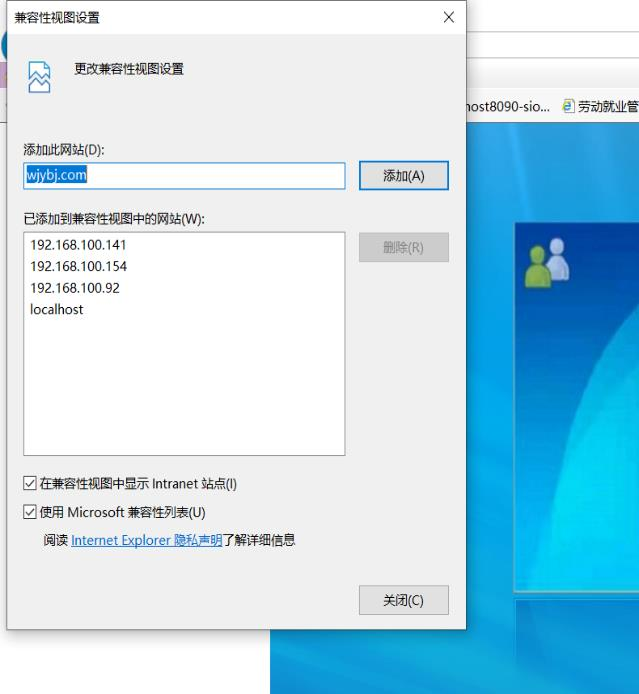 兼容性视图设置
更改兼容性视图设置
host8090-sio...
劳动就业管
添加此网站(D):
wjybj.com
添加(A)
已添加到兼容性视图中的网站(W):
删除(R)
192.168.100.141
192.168.100.154
192.168.100.92
localhost
在兼容性视图中显示 Intranet 站点(I)
使用 Microsoft 兼容性列表(U)
阅读 Internet Explorer 隐私声明了解详细信息
关闭(C)